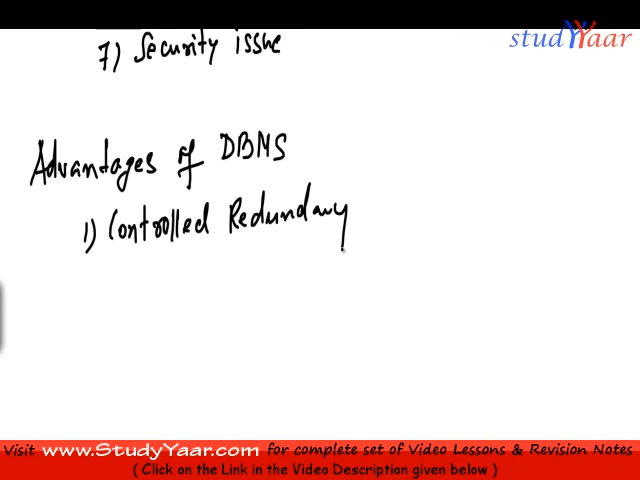 7) Security issue
studYYaar
Advantages of DBMS
1) Controlled Redundancy
Visit www.StudyYaar.com for complete set of Video Lessons & Revision Notes
( Click on the Link in the Video Description given below )